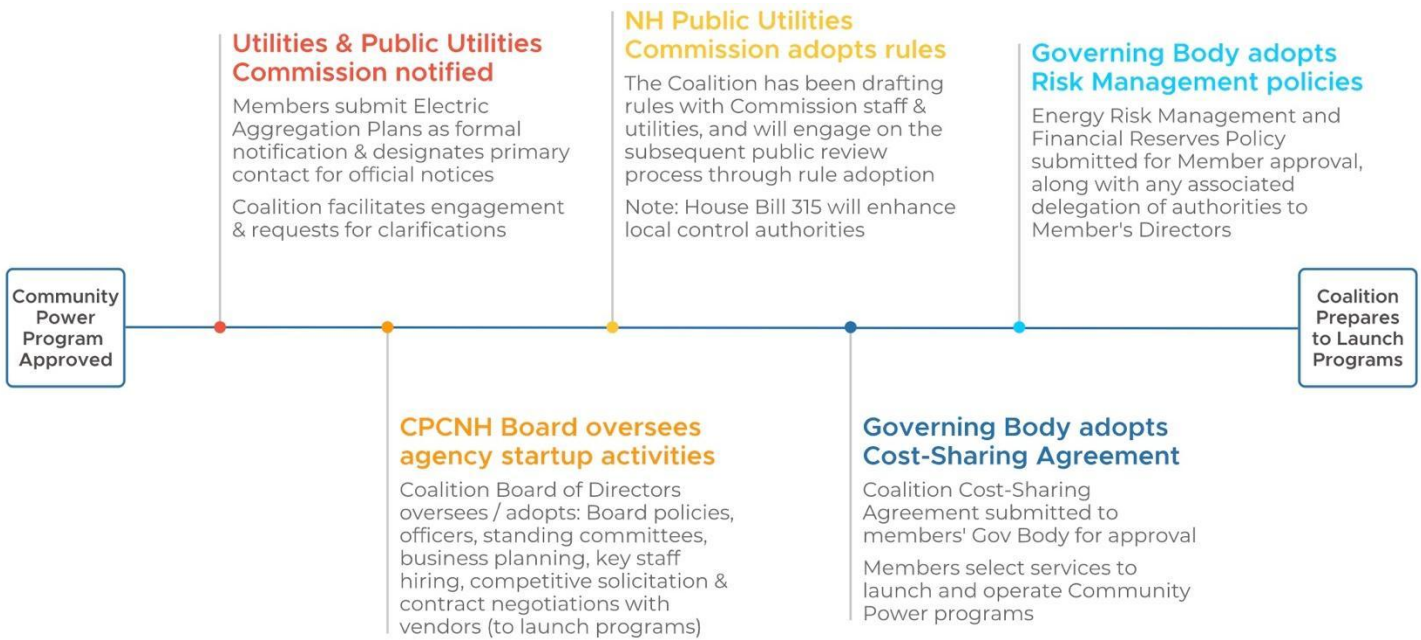 Community
Power
Program
Approved
Utilities & Public Utilities
Commission notified
Members submit Electric
Aggregation Plans as formal
notification & designates primary
contact for official notices
Coalition facilitates engagement
& requests for clarifications
CPCNH Board oversees
agency startup activities
Coalition Board of Directors
oversees / adopts: Board policies,
officers, standing committees,
business planning, key staff
hiring, competitive solicitation &
contract negotiations with
vendors (to launch programs)
NH Public Utilities
Commission adopts rules
The Coalition has been drafting
rules with Commission staff &
utilities, and will engage on the
subsequent public review
process through rule adoption
Note: House Bill 315 will enhance
local control authorities
Governing Body adopts
Cost-Sharing Agreement
Coalition Cost-Sharing
Agreement submitted to
members' Gov Body for approval
Members select services to
launch and operate Community
Power programs
Governing Body adopts
Risk Management policies
Energy Risk Management and
Financial Reserves Policy
submitted for Member approval,
along with any associated
delegation of authorities to
Member's Directors
Coalition
Prepares
to Launch
Programs